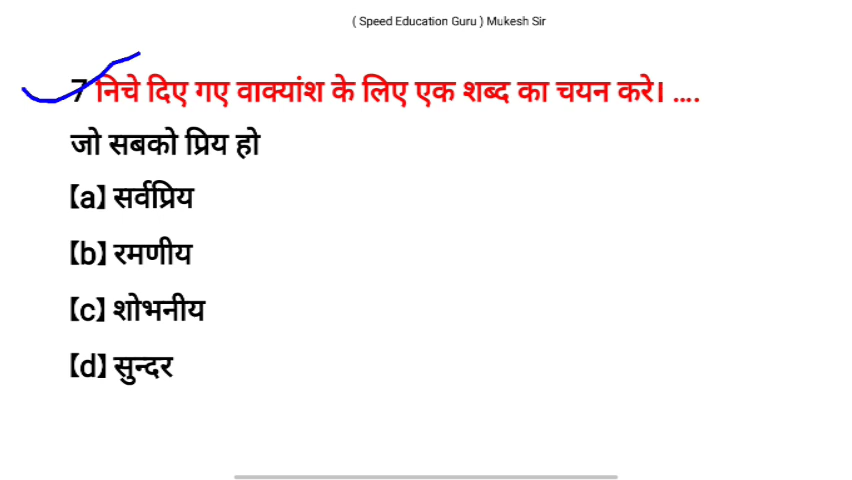 ( Speed Education Guru ) Mukesh Sir
7 निचे दिए गए वाक्यांश के लिए एक शब्द का चयन करे। ....
जो सबको प्रिय हो
【a】 सर्वप्रिय
【b】 रमणीय
【c】 शोभनीय
【d】 सुन्दर